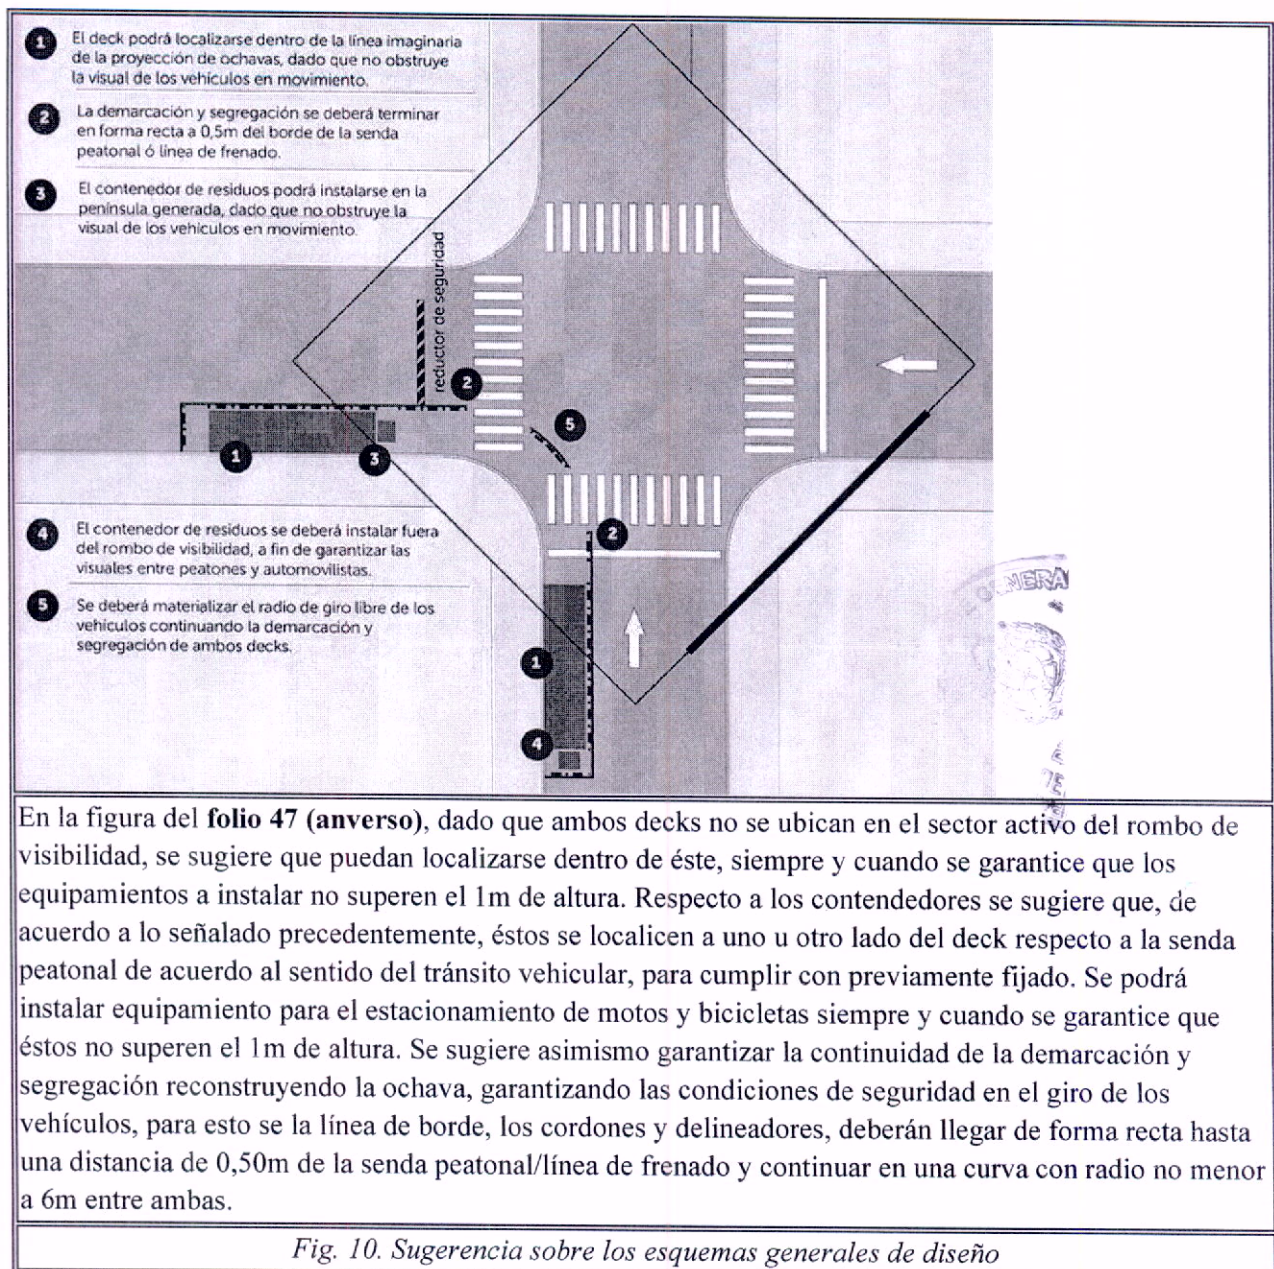 1 El deck podrá localizarse dentro de la línea imaginaria
de la proyección de ochavas, dado que no obstruye
la visual de los vehículos en movimiento.
2 La demarcación y segregación se deberá terminar
en forma recta a 0,5m del borde de la senda
peatonal ó línea de frenado.
3 El contenedor de residuos podrá instalarse en la
península generada, dado que no obstruye la
visual de los vehículos en movimiento.
reductor de seguridad
2
5
1
3
4 El contenedor de residuos se deberá instalar fuera
del rombo de visibilidad, a fin de garantizar las
visuales entre peatones y automovilistas.
5 Se deberá materializar el radio de giro libre de los
vehículos continuando la demarcación y
segregación de ambos decks.
2
1
4
En la figura del folio 47 (anverso), dado que ambos decks no se ubican en el sector activo del rombo de
visibilidad, se sugiere que puedan localizarse dentro de éste, siempre y cuando se garantice que los
equipamientos a instalar no superen el 1m de altura. Respecto a los contendedores se sugiere que, de
acuerdo a lo señalado precedentemente, éstos se localicen a uno u otro lado del deck respecto a la senda
peatonal de acuerdo al sentido del tránsito vehicular, para cumplir con previamente fijado. Se podrá
instalar equipamiento para el estacionamiento de motos y bicicletas siempre y cuando se garantice que
éstos no superen el 1m de altura. Se sugiere asimismo garantizar la continuidad de la demarcación y
segregación reconstruyendo la ochava, garantizando las condiciones de seguridad en el giro de los
vehículos, para esto se la línea de borde, los cordones y delineadores, deberán llegar de forma recta hasta
una distancia de 0,50m de la senda peatonal/línea de frenado y continuar en una curva con radio no menor
a 6m entre ambas.
Fig. 10. Sugerencia sobre los esquemas generales de diseño